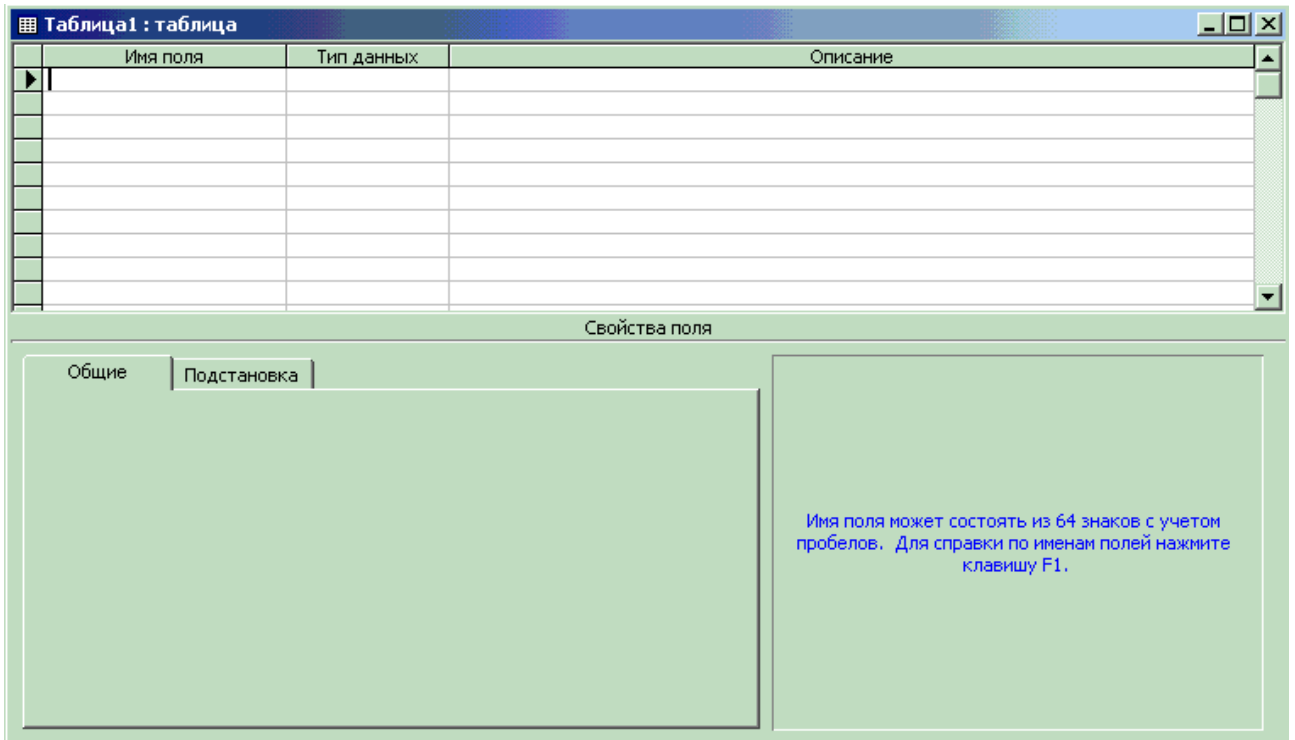 Таблица1 : таблица
Имя поля Тип данных Описание
Свойства поля
Общие Подстановка
Имя поля может состоять из 64 знаков с учетом
пробелов. Для справки по именам полей нажмите
клавишу F1.